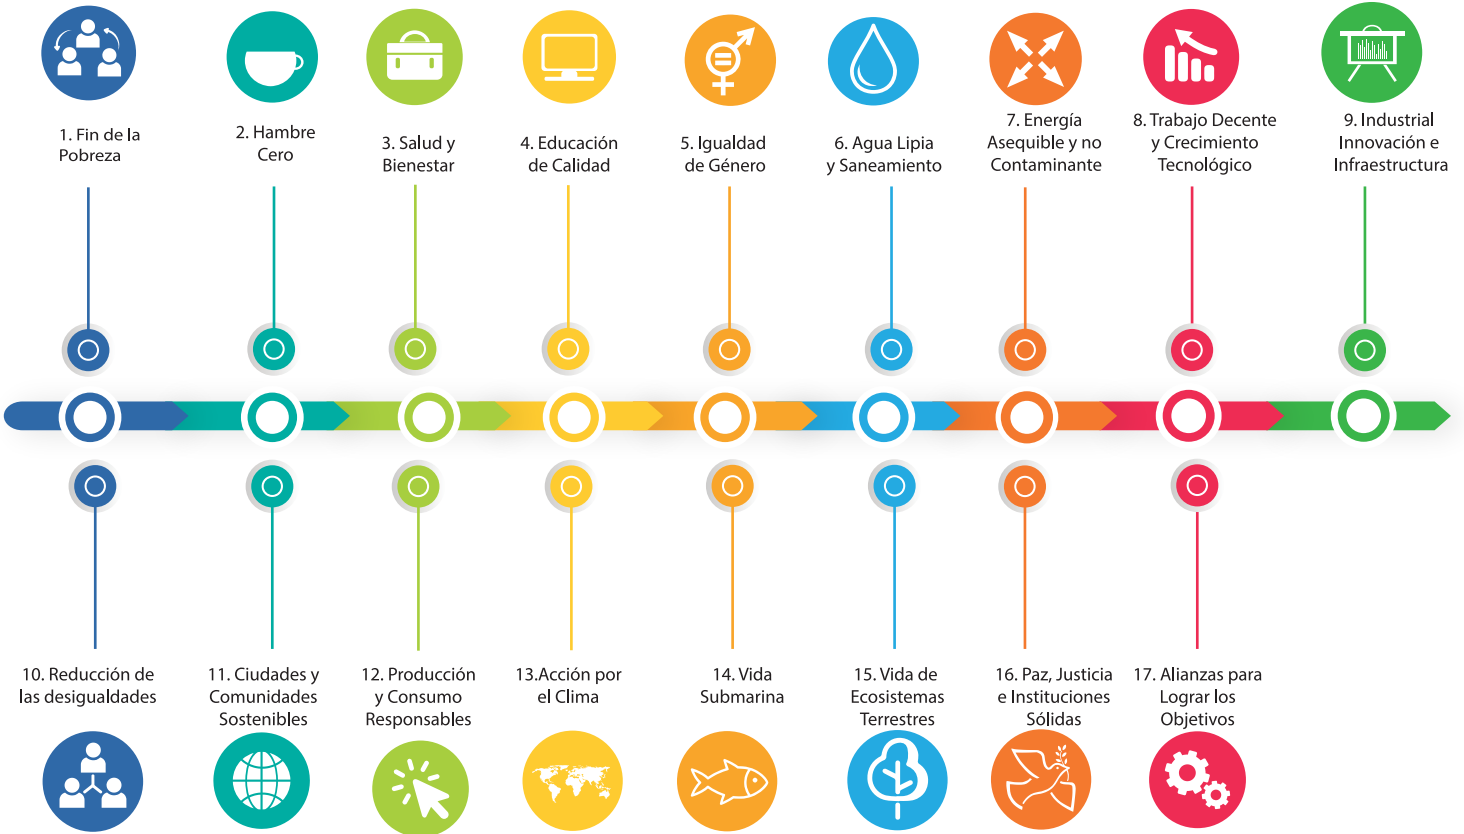 1. Fin de la
Pobreza
2. Hambre
Cero
3. Salud y
Bienestar
4. Educación
de Calidad
5. Igualdad
de Género
6. Agua Lipia
y Saneamiento
7. Energía
Asequible y no
Contaminante
8. Trabajo Decente
y Crecimiento
Tecnológico
9. Industrial
Innovación e
Infraestructura
10. Reducción de
las desigualdades
11. Ciudades y
Comunidades
Sostenibles
12. Producción
y Consumo
Responsables
13.Acción por
el Clima
14. Vida
Submarina
15. Vida de
Ecosistemas
Terrestres
16. Paz, Justicia
e Instituciones
Sólidas
17. Alianzas para
Lograr los
Objetivos